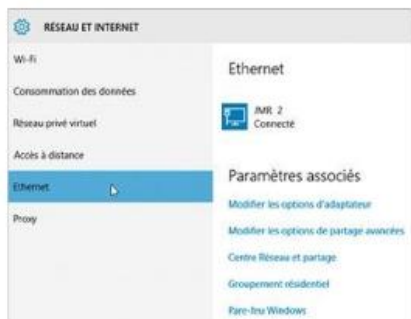 RÉSEAU ET INTERNET
Wi-Fi
Consommation des données
Réseau privé virtuel
Accès à distance
Ethernet
Proxy
Ethernet
JMR 2
Connecté
Paramètres associés
Modifier les options d'adaptateur
Modifier les options de partage avancées
Centre Réseau et partage
Groupement résidentiel
Pare-feu Windows